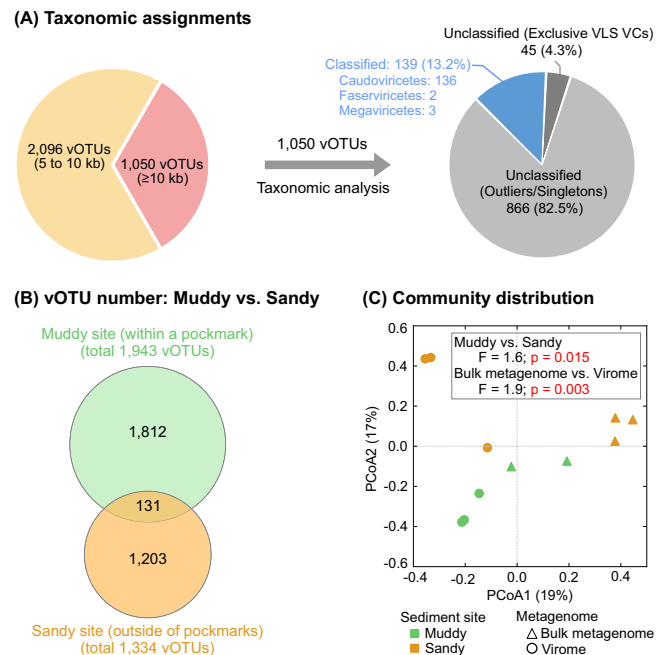 (A) Taxonomic assignments
2,096 vOTUs
(5 to 10 kb)
1,050 vOTUs
(≥10 kb)
1,050 vOTUs
Taxonomic analysis
Unclassified (Exclusive VLS VCs)
45 (4.3%)
Classified: 139 (13.2%)
Caudoviricetes: 136
Faserviricetes: 2
Megaviricetes: 3
Unclassified
(Outliers/Singletons)
866 (82.5%)
(B) vOTU number: Muddy vs. Sandy
Muddy site (within a pockmark)
(total 1,943 vOTUs)
1,812
131
1,203
Sandy site (outside of pockmarks)
(total 1,334 vOTUs)
(C) Community distribution
Muddy vs. Sandy
F = 1.6; p = 0.015
Bulk metagenome vs. Virome
F = 1.9; p = 0.003
PCoA2 (17%)
0.6
0.4
0.2
0.0
-0.2
-0.4
-0.6
-0.4
-0.2
0.0
0.2
0.4
PCoA1 (19%)
Sediment site
Muddy
Sandy
Metagenome
Bulk metagenome
Virome